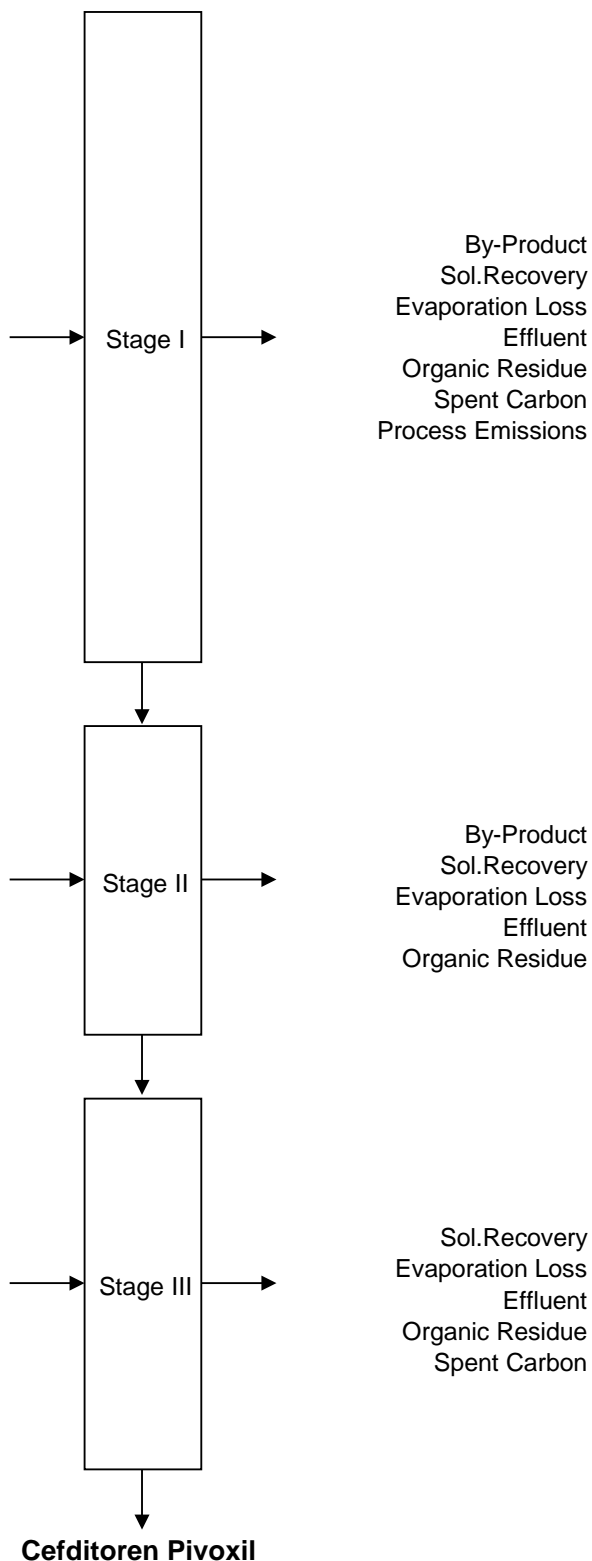 By-Product
Sol.Recovery
Evaporation Loss
Effluent
Stage I
Organic Residue
Spent Carbon
Process Emissions
By-Product
Sol.Recovery
Stage II
Evaporation Loss
Effluent
Organic Residue
Sol.Recovery
Evaporation Loss
Stage III
Effluent
Organic Residue
Spent Carbon
Cefditoren Pivoxil